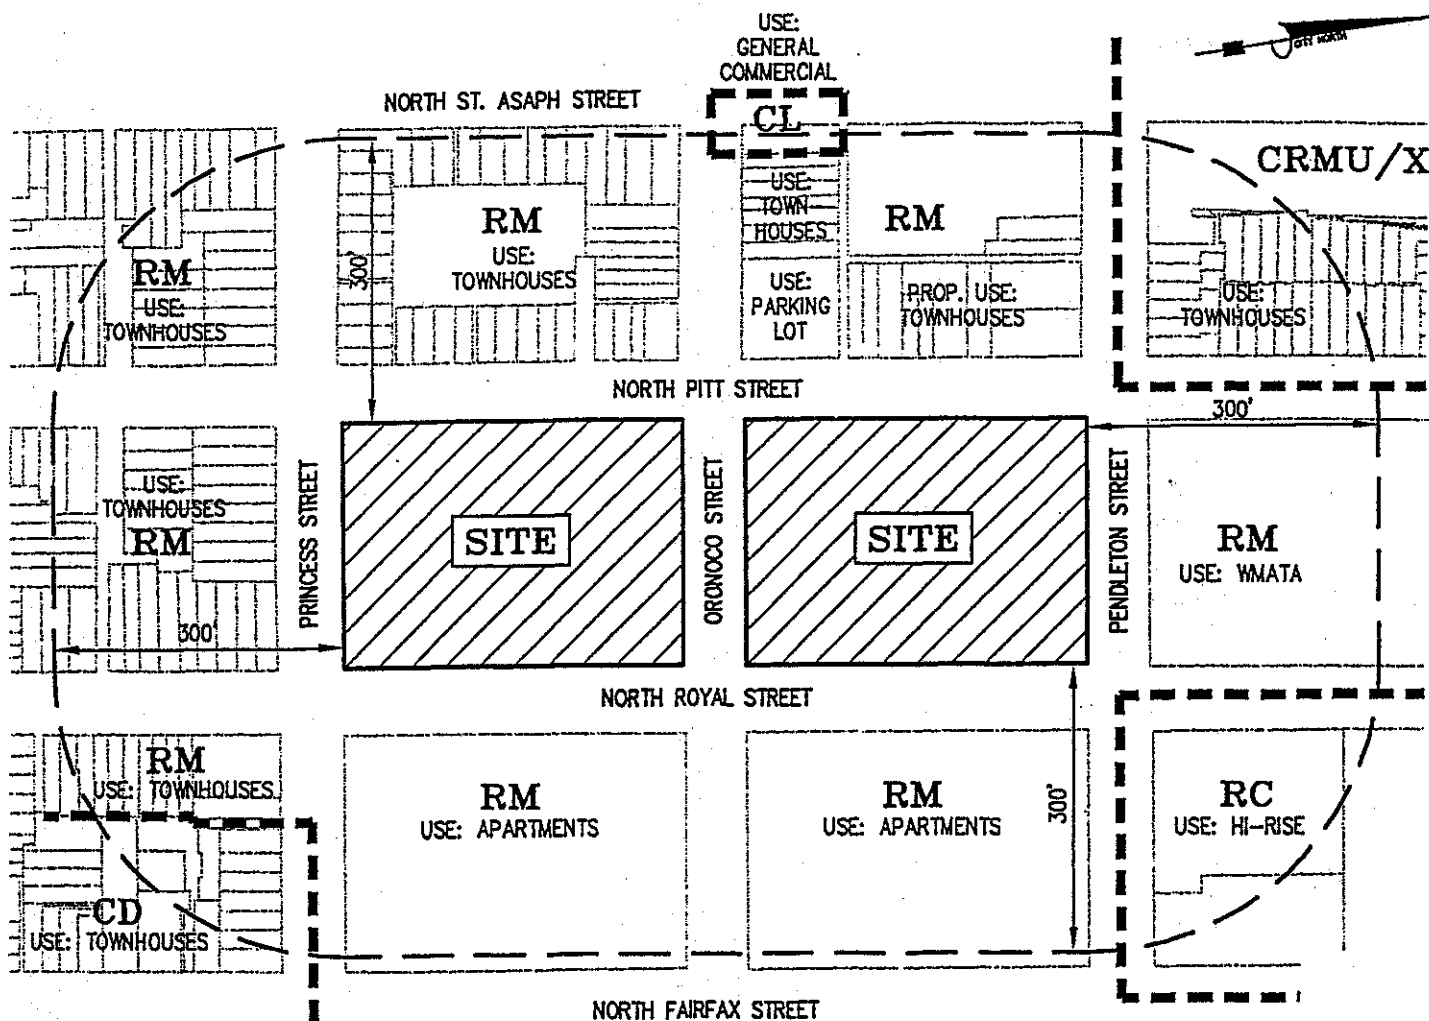 USE:
GENERAL
COMMERCIAL
CITY NORTH
NORTH ST. ASAPH STREET
CL
CRMU/X
RM
USE:
TOWNHOUSES
RM
USE:
TOWNHOUSES
USE:
TOWN
HOUSES
RM
USE:
PARKING
LOT
PROP. USE:
TOWNHOUSES
USE:
TOWNHOUSES
300'
NORTH PITT STREET
300'
USE:
TOWNHOUSES
RM
300'
PRINCESS STREET
SITE
ORONOCO STREET
SITE
PENDLETON STREET
RM
USE: WMATA
NORTH ROYAL STREET
RM
USE: TOWNHOUSES
RM
USE: APARTMENTS
RM
USE: APARTMENTS
300'
RC
USE: HI-RISE
CD
USE: TOWNHOUSES
NORTH FAIRFAX STREET